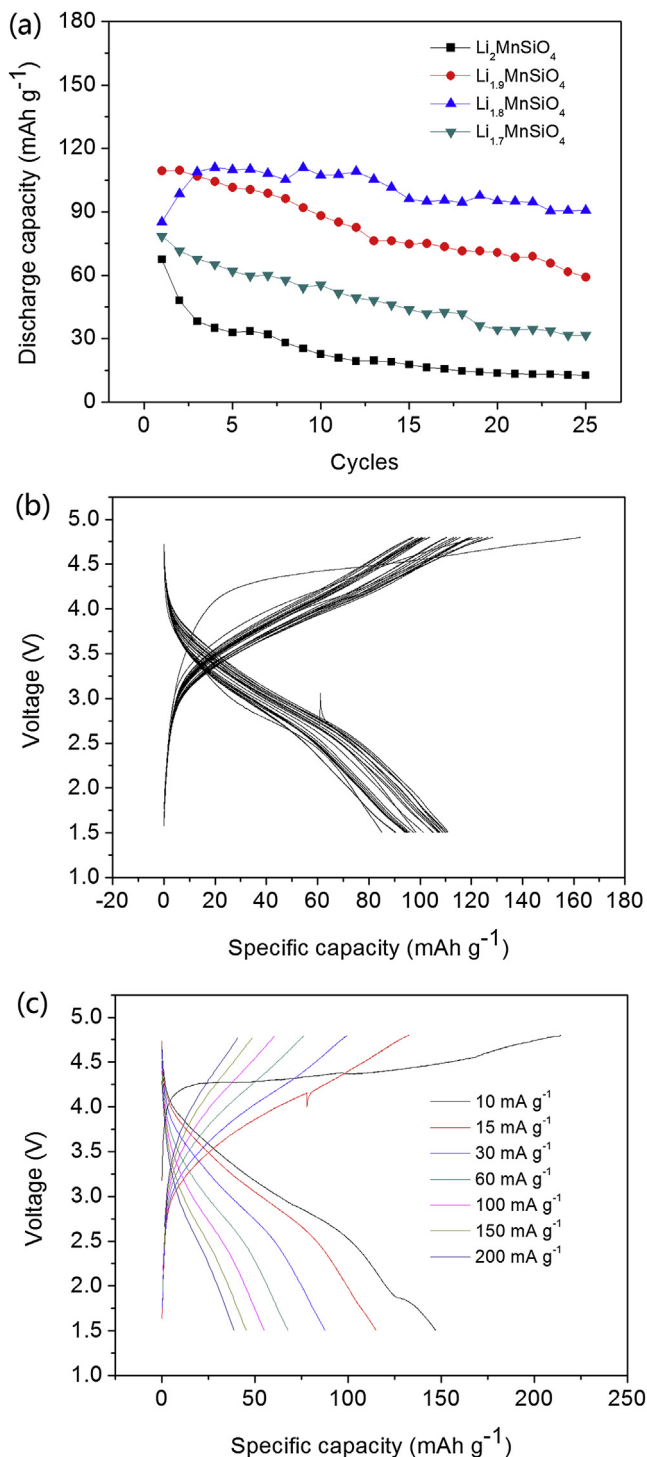 (a)
180
150
120
90
60
30
0
Discharge capacity (mAh g⁻¹)
Li₂MnSiO₄
Li₁.₉MnSiO₄
Li₁.₈MnSiO₄
Li₁.₇MnSiO₄
0 5 10 15 20 25
Cycles
(b)
5.0
4.5
4.0
3.5
3.0
2.5
2.0
1.5
1.0
Voltage (V)
-20 0 20 40 60 80 100 120 140 160 180
Specific capacity (mAh g⁻¹)
(c)
5.0
4.5
4.0
3.5
3.0
2.5
2.0
1.5
1.0
Voltage (V)
10 mA g⁻¹
15 mA g⁻¹
30 mA g⁻¹
60 mA g⁻¹
100 mA g⁻¹
150 mA g⁻¹
200 mA g⁻¹
0 50 100 150 200 250
Specific capacity (mAh g⁻¹)